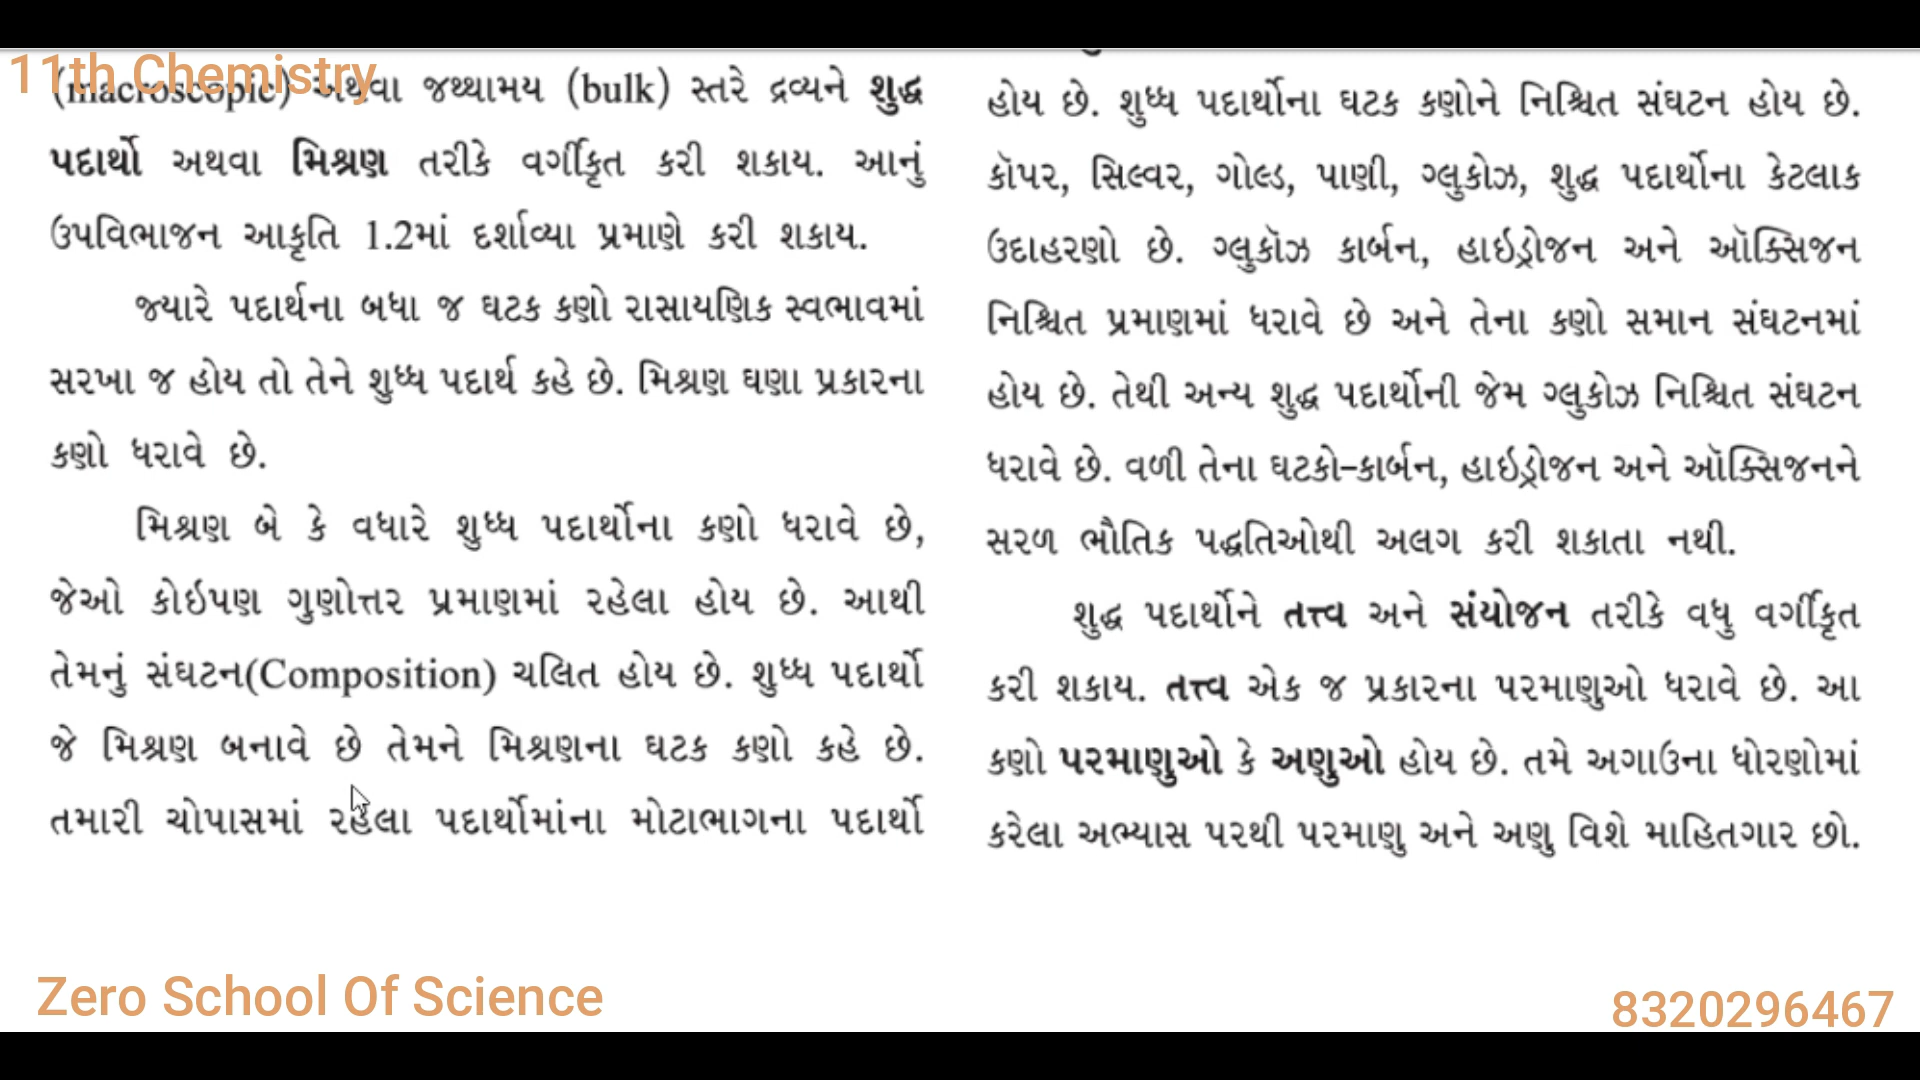 11th Chemistry
(macroscopic) અથવા જથ્થામય (bulk) સ્તરે દ્રવ્યને શુદ્ધ
પદાર્થો અથવા મિશ્રણ તરીકે વર્ગીકૃત કરી શકાય. આનું
ઉપવિભાજન આકૃતિ 1.2માં દર્શાવ્યા પ્રમાણે કરી શકાય.
જ્યારે પદાર્થના બધા જ ઘટક કણો રાસાયણિક સ્વભાવમાં
સરખા જ હોય તો તેને શુધ્ધ પદાર્થ કહે છે. મિશ્રણ ઘણા પ્રકારના
કણો ધરાવે છે.
મિશ્રણ બે કે વધારે શુધ્ધ પદાર્થોના કણો ધરાવે છે,
જેઓ કોઇપણ ગુણોત્તર પ્રમાણમાં રહેલા હોય છે. આથી
તેમનું સંઘટન(Composition) ચલિત હોય છે. શુધ્ધ પદાર્થો
જે મિશ્રણ બનાવે છે તેમને મિશ્રણના ઘટક કણો કહે છે.
તમારી ચોપાસમાં રહેલા પદાર્થોમાંના મોટાભાગના પદાર્થો
હોય છે. શુધ્ધ પદાર્થોના ઘટક કણોને નિશ્ચિત સંઘટન હોય છે.
કૉપર, સિલ્વર, ગોલ્ડ, પાણી, ગ્લુકોઝ, શુદ્ધ પદાર્થોના કેટલાક
ઉદાહરણો છે. ગ્લુકૉઝ કાર્બન, હાઇડ્રોજન અને ઑક્સિજન
નિશ્ચિત પ્રમાણમાં ધરાવે છે અને તેના કણો સમાન સંઘટનમાં
હોય છે. તેથી અન્ય શુદ્ધ પદાર્થોની જેમ ગ્લુકોઝ નિશ્ચિત સંઘટન
ધરાવે છે. વળી તેના ઘટકો–કાર્બન, હાઇડ્રોજન અને ઑક્સિજનને
સરળ ભૌતિક પદ્ધતિઓથી અલગ કરી શકાતા નથી.
શુદ્ધ પદાર્થોને તત્ત્વ અને સંયોજન તરીકે વધુ વર્ગીકૃત
કરી શકાય. તત્ત્વ એક જ પ્રકારના પરમાણુઓ ધરાવે છે. આ
કણો પરમાણુઓ કે અણુઓ હોય છે. તમે અગાઉના ધોરણોમાં
કરેલા અભ્યાસ પરથી પરમાણુ અને અણુ વિશે માહિતગાર છો.
Zero School Of Science
8320296467